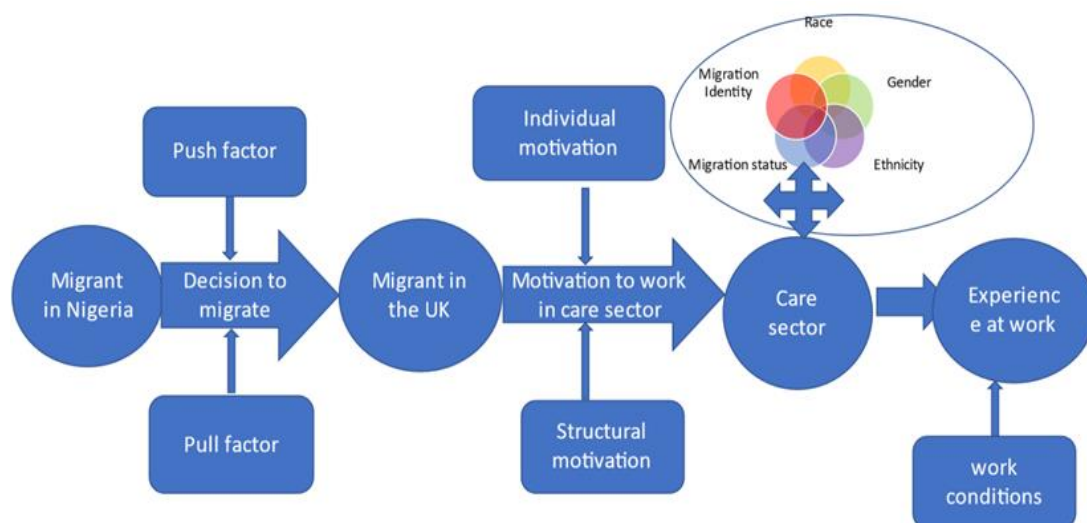 Race
Migration
Identity
Gender
Migration status
Ethnicity
Push factor
Individual
motivation
Migrant
in Nigeria
Decision to
migrate
Migrant in
the UK
Motivation to work
in care sector
Care
sector
Experienc
e at work
Pull factor
Structural
motivation
work
conditions